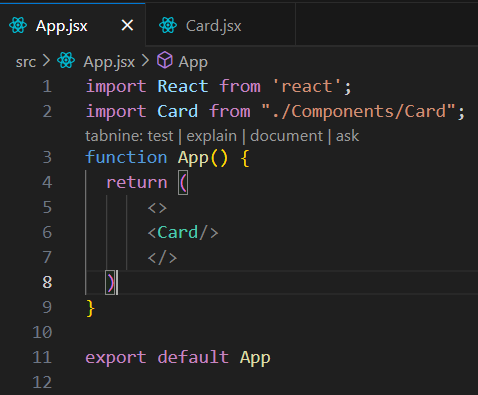 App.jsx
Card.jsx
src > App.jsx > App
1 import React from 'react';
2 import Card from "./Components/Card";
tabnine: test | explain | document | ask
3 function App() {
4   return (
5       <>
6       <Card/>
7       </>
8   )
9 }
10
11 export default App
12